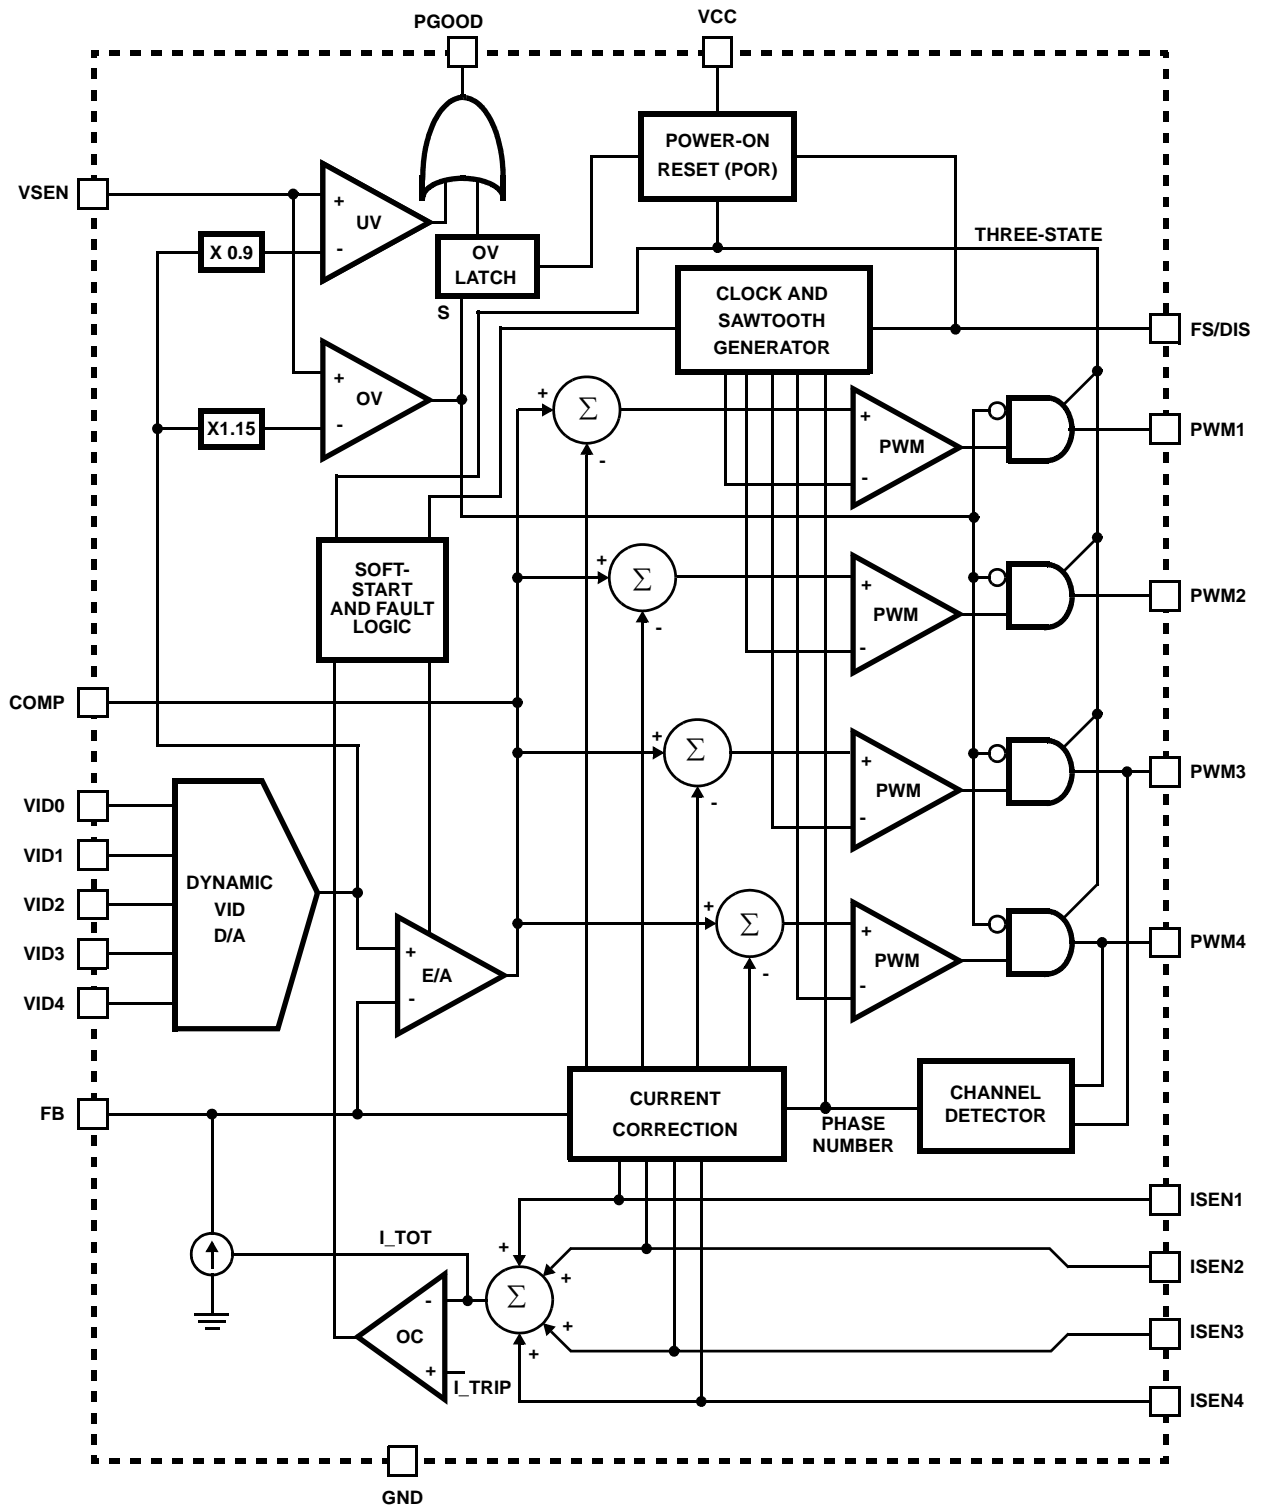 PGOOD
VCC
POWER-ON
RESET (POR)
VSEN
+
UV
-
X 0.9
OV
LATCH
S
THREE-STATE
CLOCK AND
SAWTOOTH
GENERATOR
FS/DIS
+
OV
-
X1.15
+
Σ
-
+
PWM
-
PWM1
SOFT-
START
AND FAULT
LOGIC
+
Σ
-
+
PWM
-
PWM2
COMP
+
Σ
-
+
PWM
-
PWM3
VID0
VID1
VID2
VID3
VID4
DYNAMIC
VID
D/A
+
E/A
-
+
Σ
-
+
PWM
-
PWM4
FB
CURRENT
CORRECTION
PHASE
NUMBER
CHANNEL
DETECTOR
ISEN1
I_TOT
+
+
Σ
+
+
ISEN2
-
OC
+
I_TRIP
ISEN3
ISEN4
GND